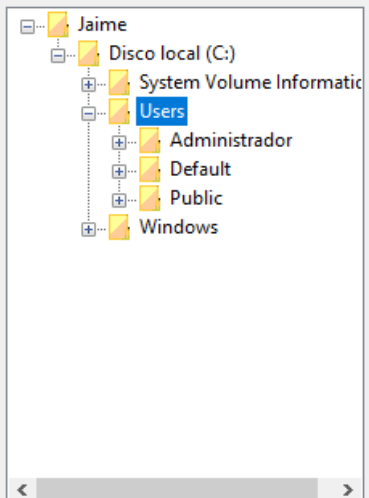 Jaime
Disco local (C:)
System Volume Informatic
Users
Administrador
Default
Public
Windows